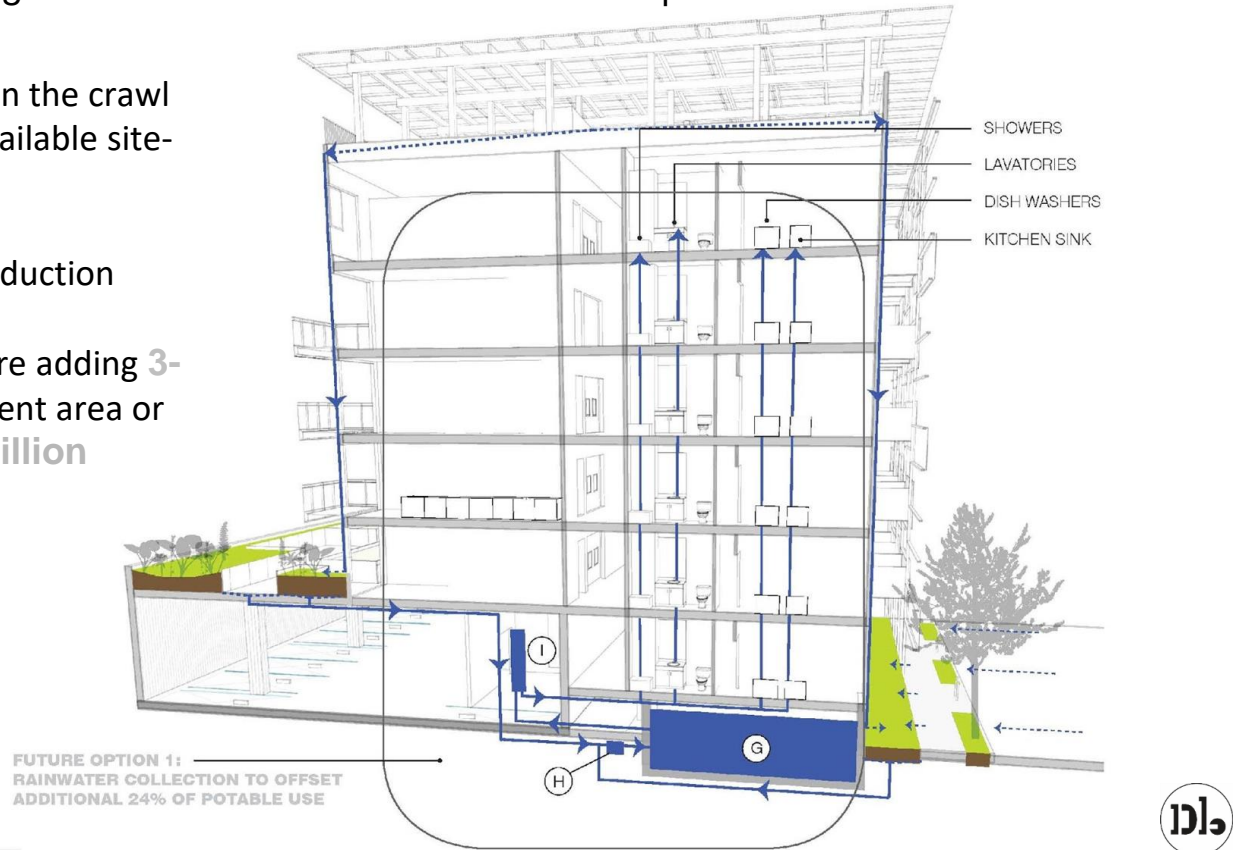 n the crawl
ailable site-
duction
re adding 3-
ent area or
illion
SHOWERS
LAVATORIES
DISH WASHERS
KITCHEN SINK
I
G
H
FUTURE OPTION 1:
RAINWATER COLLECTION TO OFFSET
ADDITIONAL 24% OF POTABLE USE